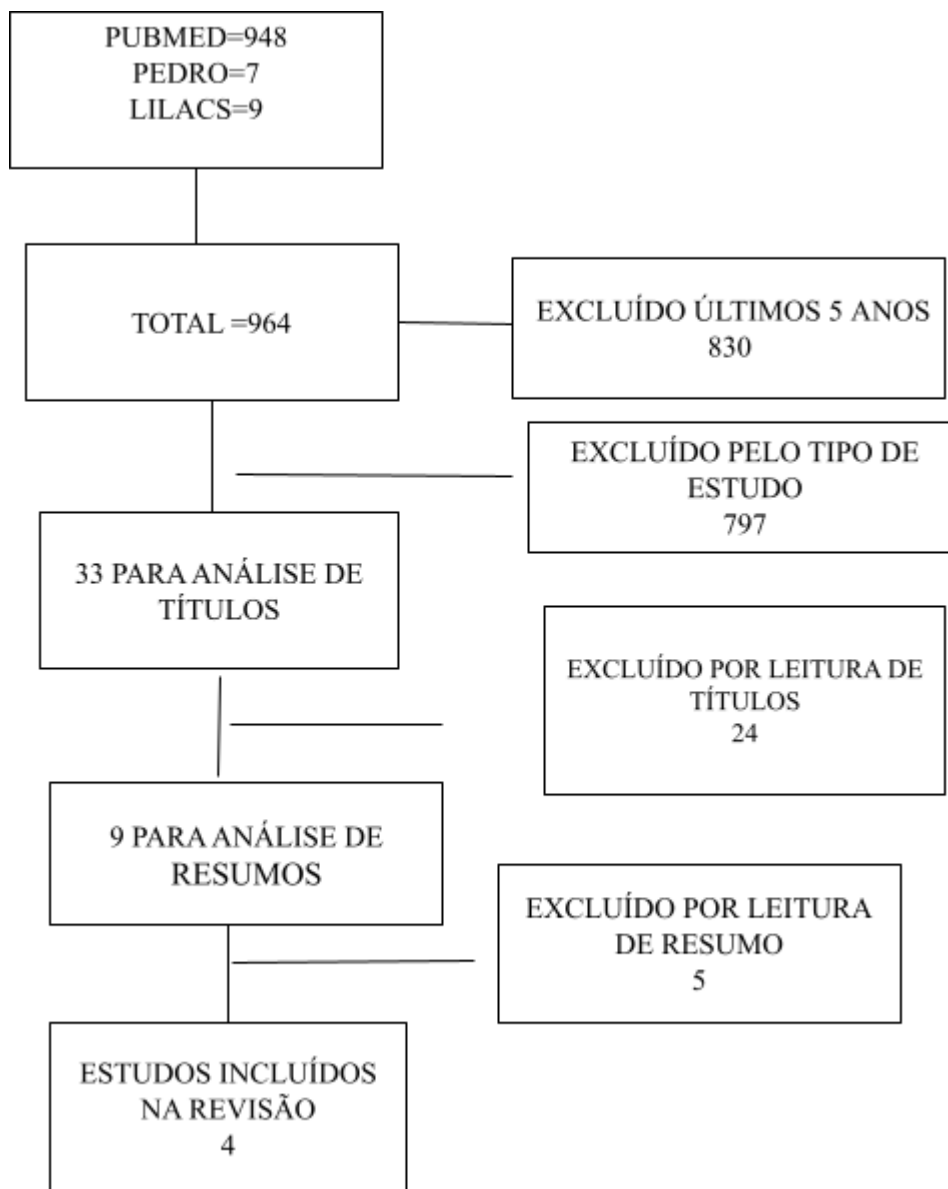 PUBMED=948
PEDRO=7
LILACS=9
TOTAL =964
EXCLUÍDO ÚLTIMOS 5 ANOS
830
EXCLUÍDO PELO TIPO DE
ESTUDO
797
33 PARA ANÁLISE DE
TÍTULOS
EXCLUÍDO POR LEITURA DE
TÍTULOS
24
9 PARA ANÁLISE DE
RESUMOS
EXCLUÍDO POR LEITURA
DE RESUMO
5
ESTUDOS INCLUÍDOS
NA REVISÃO
4